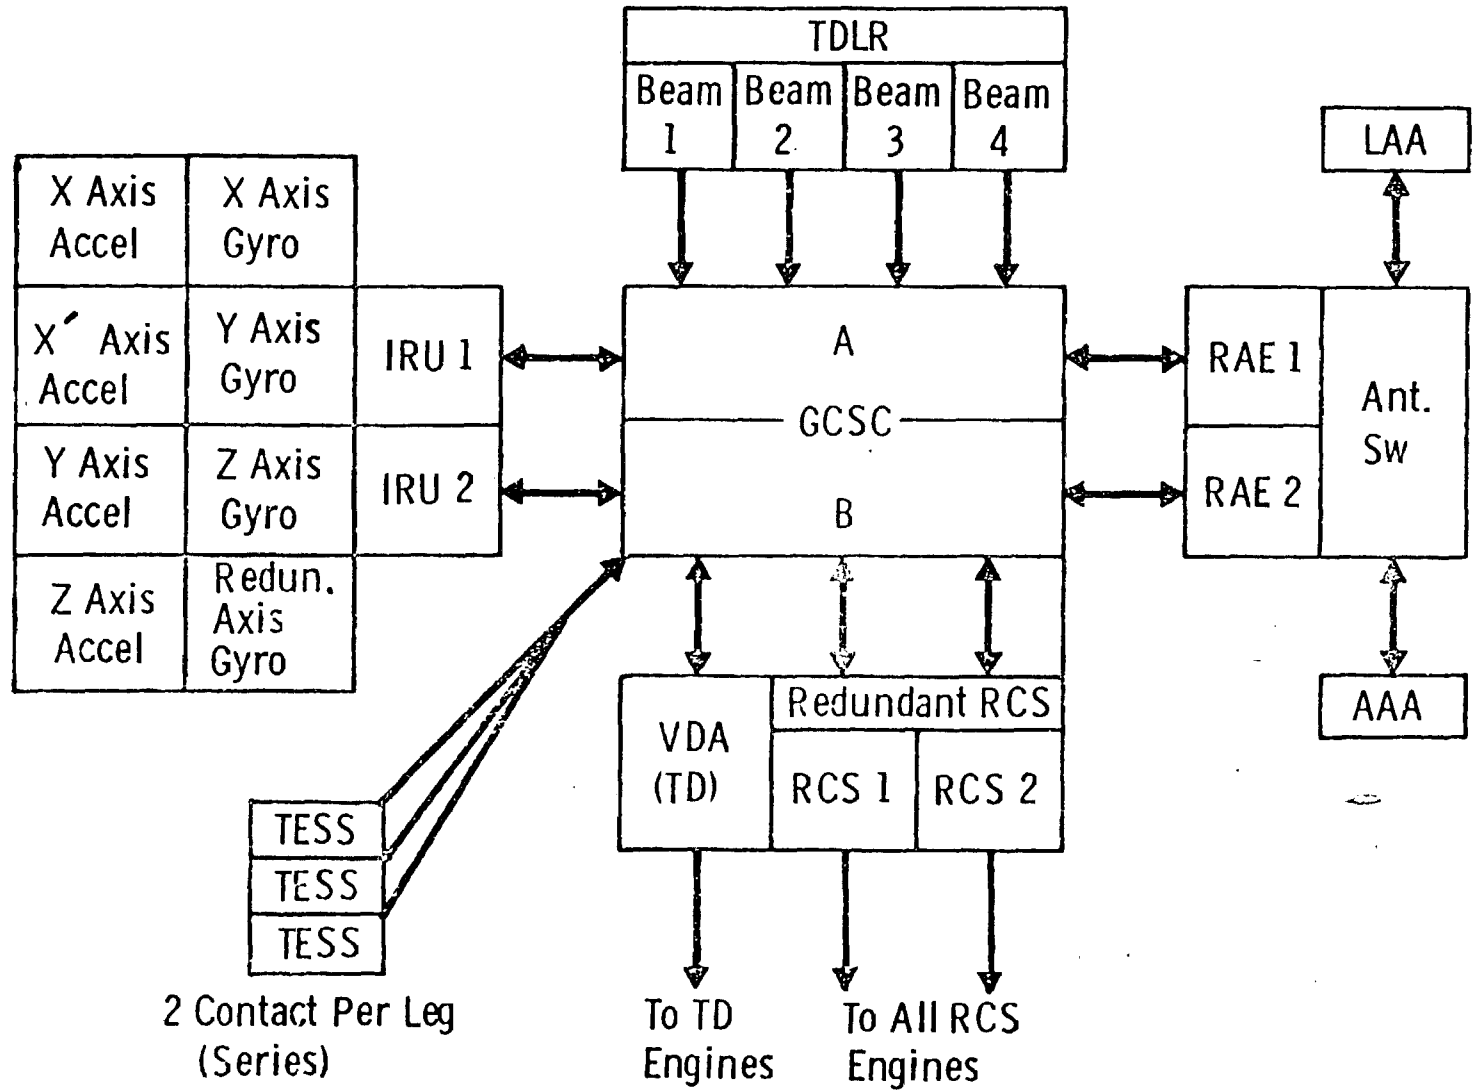 TDLR
Beam 1
Beam 2
Beam 3
Beam 4
LAA
X Axis
Accel
X Axis
Gyro
X´ Axis
Accel
Y Axis
Gyro
IRU 1
A
RAE 1
Ant.
Sw
GCSC
Y Axis
Accel
Z Axis
Gyro
IRU 2
B
RAE 2
Z Axis
Accel
Redun.
Axis
Gyro
AAA
VDA
(TD)
Redundant RCS
RCS 1
RCS 2
TESS
TESS
TESS
2 Contact Per Leg
(Series)
To TD
Engines
To All RCS
Engines